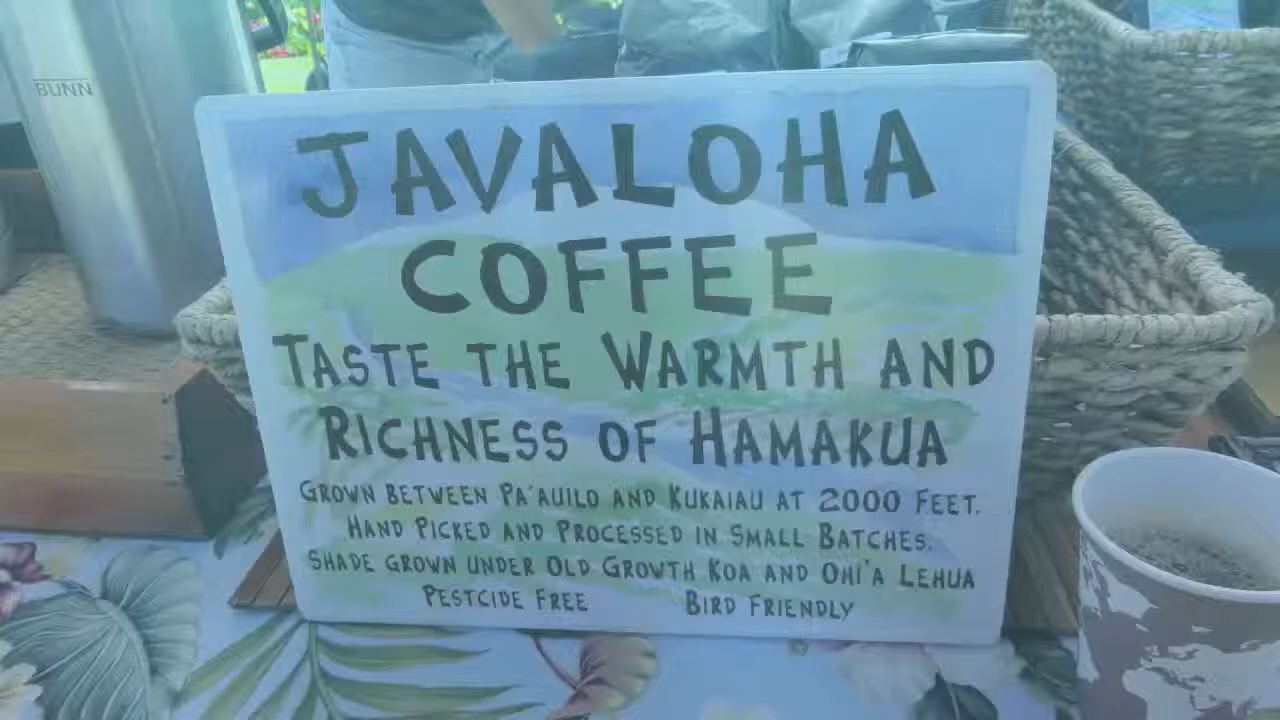 BUNN
JAVALOHA
COFFEE
TASTE THE WARMTH AND
RICHNESS OF HAMAKUA
GROWN BETWEEN PA'AUILO AND KUKAIAU AT 2000 FEET.
HAND PICKED AND PROCESSED IN SMALL BATCHES.
SHADE GROWN UNDER OLD GROWTH KOA AND OHI'A LEHUA
PESTCIDE FREE BIRD FRIENDLY